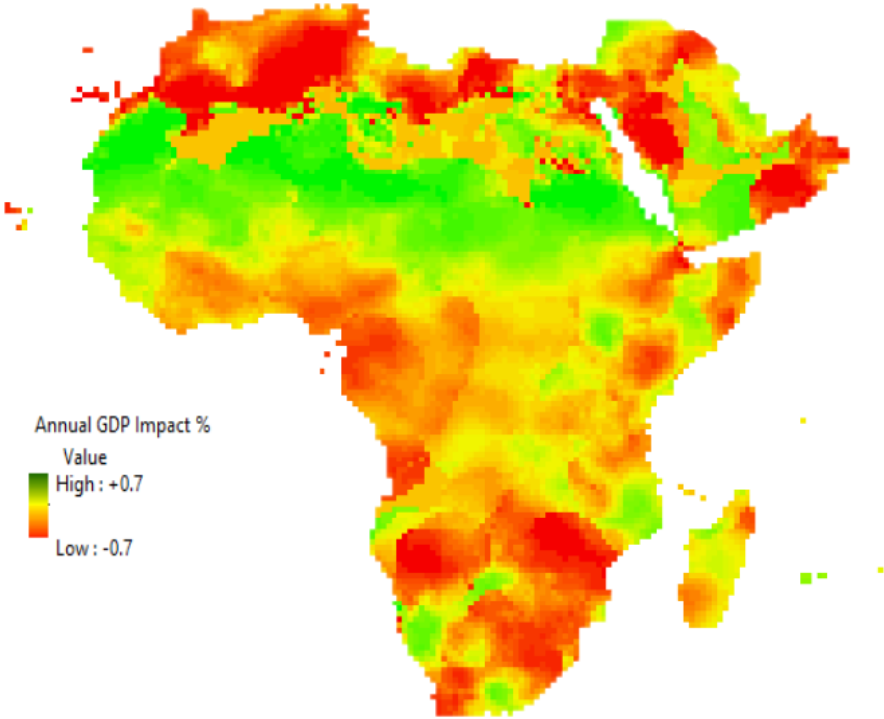 Annual GDP Impact %
Value
High : +0.7
Low : -0.7